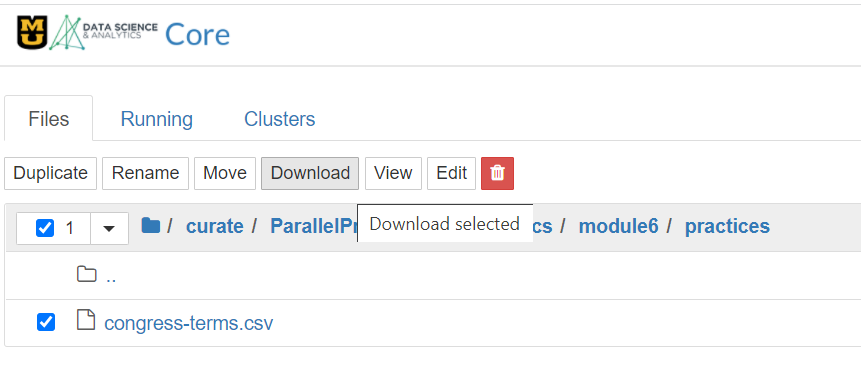 MU DATA SCIENCE & ANALYTICS Core
Files Running Clusters
Duplicate Rename Move Download View Edit
1 / curate / ParallelPr cs / module6 / practices
Download selected
..
congress-terms.csv